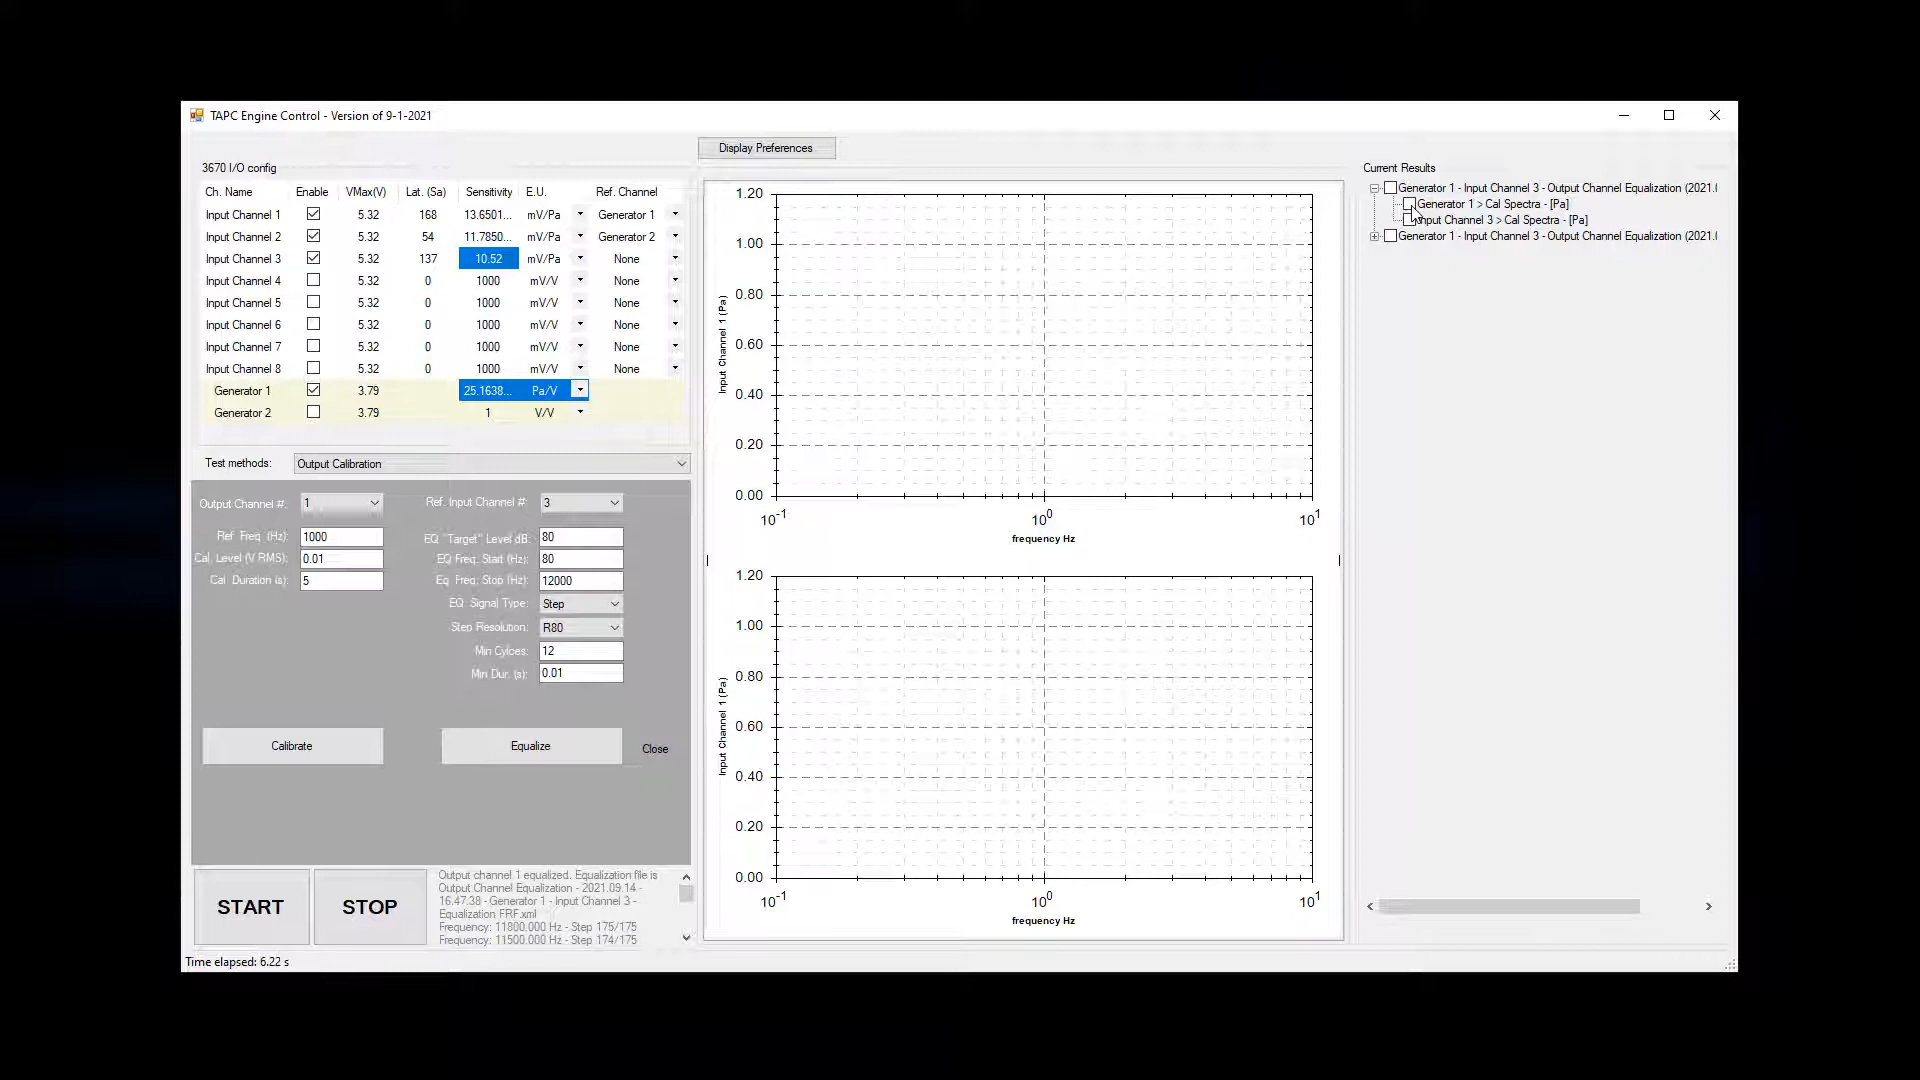 TAPC Engine Control - Version of 9-1-2021
Display Preferences
3670 I/O config
Ch. Name Enable VMax(V) Lat. (Sa) Sensitivity E.U. Ref. Channel
Input Channel 1 5.32 168 13.6501... mV/Pa Generator 1
Input Channel 2 5.32 54 11.7850... mV/Pa Generator 2
Input Channel 3 5.32 137 10.52 mV/Pa None
Input Channel 4 5.32 0 1000 mV/V None
Input Channel 5 5.32 0 1000 mV/V None
Input Channel 6 5.32 0 1000 mV/V None
Input Channel 7 5.32 0 1000 mV/V None
Input Channel 8 5.32 0 1000 mV/V None
Generator 1 3.79 25.1638... Pa/V
Generator 2 3.79 1 V/V
Test methods: Output Calibration
Output Channel #: 1 Ref. Input Channel #: 3
Ref Freq (Hz): 1000 EQ "Target" Level dB: 80
Cal. Level (V RMS): 0.01 EQ Freq. Start (Hz): 80
Cal Duration (s): 5 Eq Freq. Stop (Hz): 12000
EQ Signal Type: Step
Step Resolution: R80
Min Cylces: 12
Min Dur. (s): 0.01
Calibrate Equalize Close
START STOP
Output channel 1 equalized. Equalization file is
Output Channel Equalization - 2021.09.14 -
16.47.38 - Generator 1 - Input Channel 3 -
Equalization FRF.xml
Frequency: 11800.000 Hz - Step 175/175
Frequency: 11500.000 Hz - Step 174/175
Time elapsed: 6.22 s
Input Channel 1 (Pa)
1.20
1.00
0.80
0.60
0.40
0.20
0.00
10-1 100 101
frequency Hz
Input Channel 1 (Pa)
1.20
1.00
0.80
0.60
0.40
0.20
0.00
10-1 100 101
frequency Hz
Current Results
Generator 1 - Input Channel 3 - Output Channel Equalization (2021.(
Generator 1 > Cal Spectra - [Pa]
Input Channel 3 > Cal Spectra - [Pa]
Generator 1 - Input Channel 3 - Output Channel Equalization (2021.(